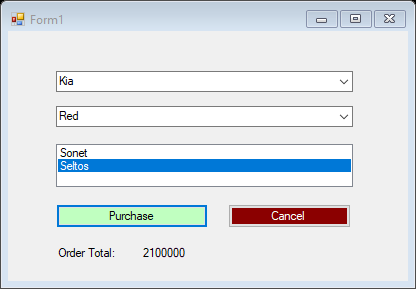 Form1
Kia
Red
Sonet
Seltos
Purchase Cancel
Order Total: 2100000